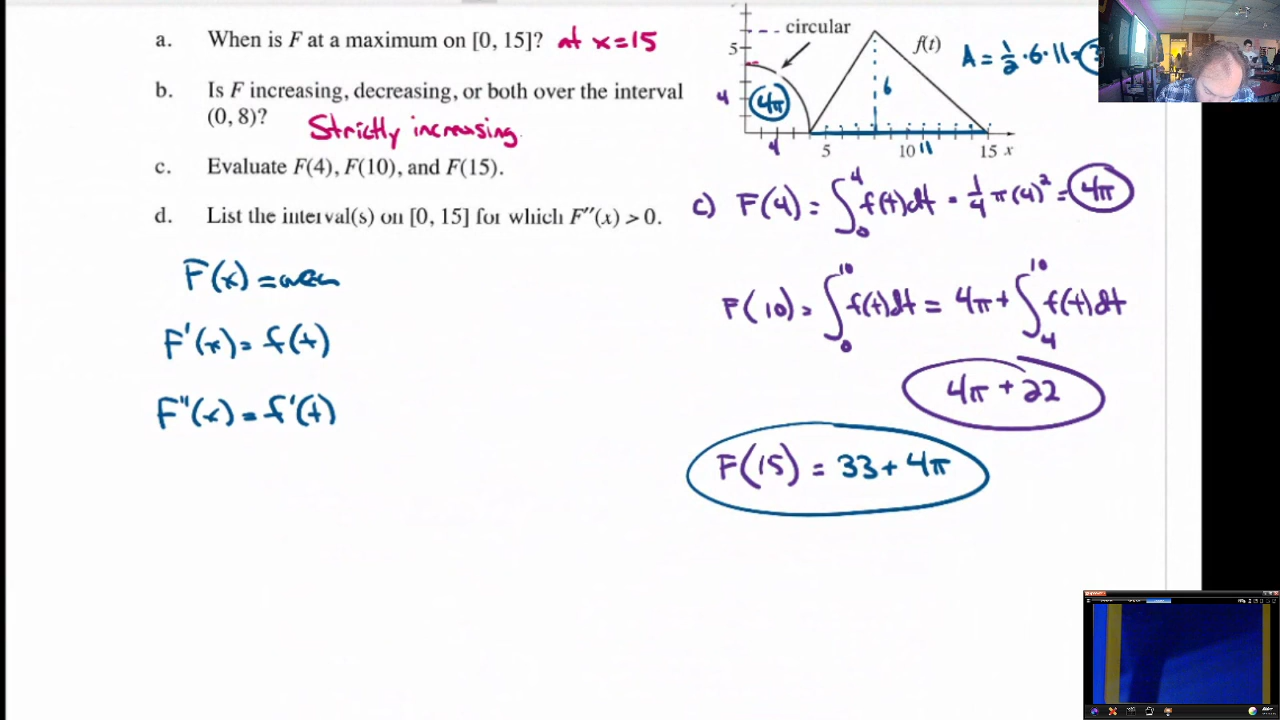 a. When is F at a maximum on [0, 15]? at x=15
b. Is F increasing, decreasing, or both over the interval
(0, 8)? Strictly increasing
c. Evaluate F(4), F(10), and F(15).
d. List the interval(s) on [0, 15] for which F″(x) > 0.
F(x) = area
F'(x) = f(t)
F"(x) = f'(t)
circular
f(t)
5
4
4π
6
4
5
10
11
15 x
A = 1/2 · 6 · 11 =
c) F(4) = ∫₀⁴ f(t)dt = 1/4 π(4)² = 4π
F(10) = ∫₀¹⁰ f(t)dt = 4π + ∫₄¹⁰ f(t)dt
4π + 22
F(15) = 33 + 4π